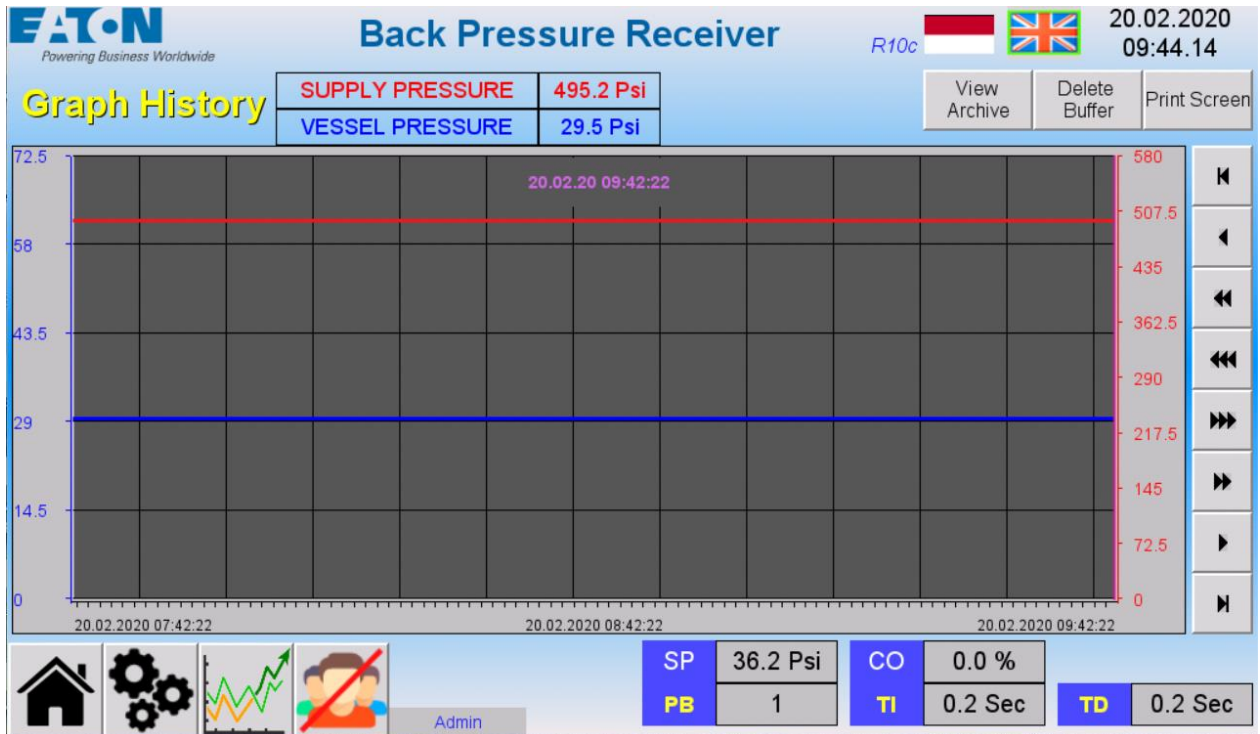 EATON
Powering Business Worldwide
Back Pressure Receiver
R10c
20.02.2020
09:44.14
Graph History
SUPPLY PRESSURE 495.2 Psi
VESSEL PRESSURE 29.5 Psi
View
Archive
Delete
Buffer
Print Screen
20.02.20 09:42:22
72.5
58
43.5
29
14.5
0
580
507.5
435
362.5
290
217.5
145
72.5
0
20.02.2020 07:42:22
20.02.2020 08:42:22
20.02.2020 09:42:22
Admin
SP 36.2 Psi CO 0.0 %
PB 1 TI 0.2 Sec TD 0.2 Sec